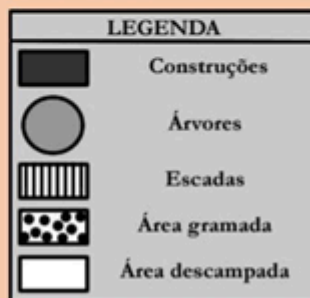 LEGENDA
Construções
Árvores
Escadas
Área gramada
Área descampada